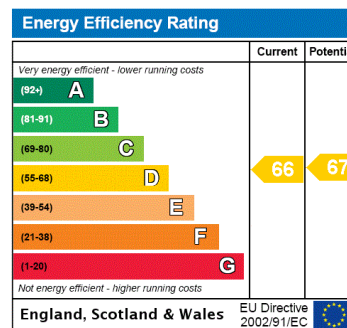 Energy Efficiency Rating
Current Potenti
Very energy efficient - lower running costs
(92+) A
(81-91) B
(69-80) C
(55-68) D
66 67
(39-54) E
(21-38) F
(1-20) G
Not energy efficient - higher running costs
England, Scotland & Wales
EU Directive
2002/91/EC